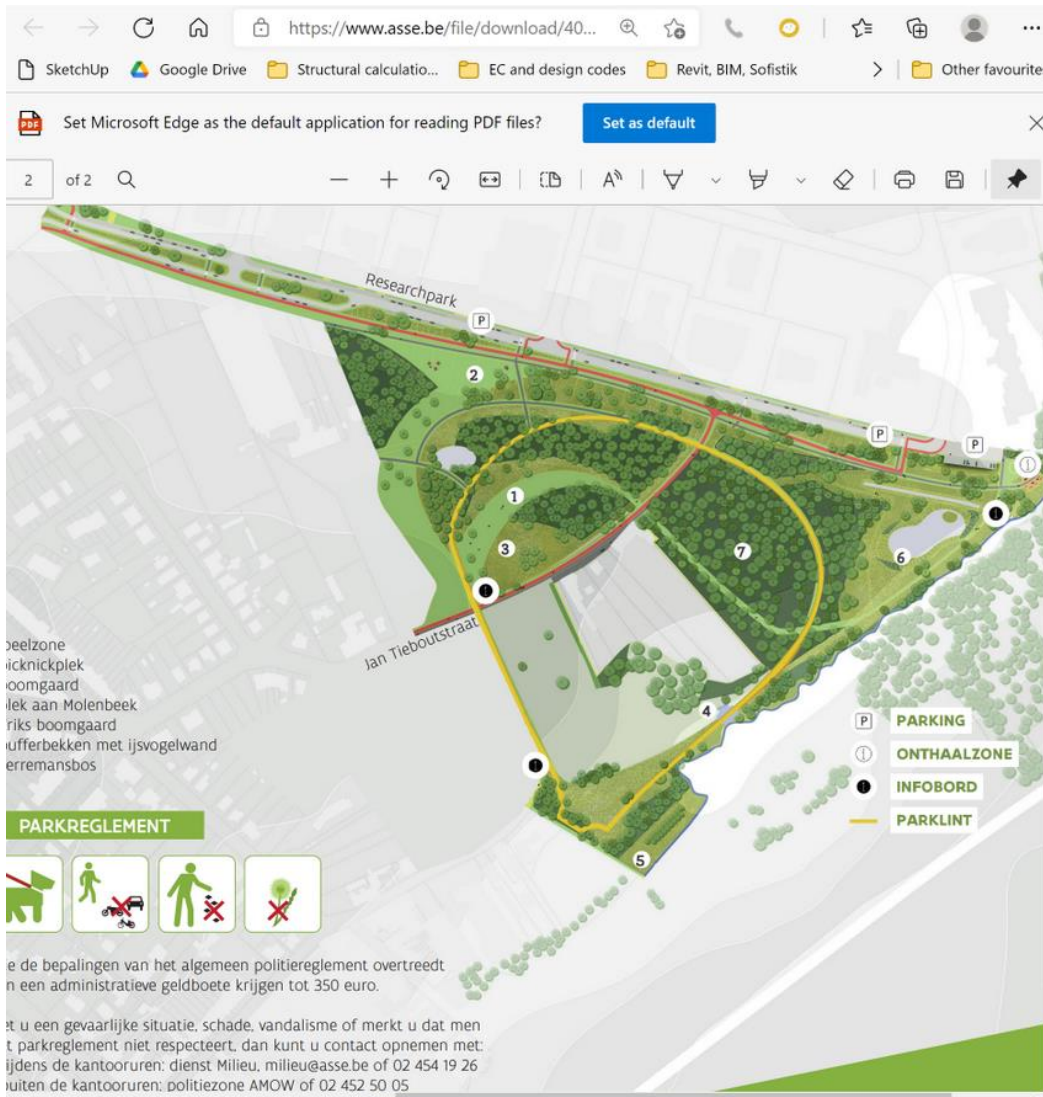 https://www.asse.be/file/download/40...
SketchUp Google Drive Structural calculatio... EC and design codes Revit, BIM, Sofistik Other favourite
PDF Set Microsoft Edge as the default application for reading PDF files? Set as default
2 of 2
Researchpark
P
2
P
P
1
3
7
6
Jan Tieboutstraat
4
5
peelzone
picknickplek
boomgaard
plek aan Molenbeek
riks boomgaard
bufferbekken met ijsvogelwand
erremansbos
P PARKING
ONTHAALZONE
INFOBORD
PARKLINT
PARKREGLEMENT
e de bepalingen van het algemeen politiereglement overtreedt
n een administratieve geldboete krijgen tot 350 euro.
et u een gevaarlijke situatie, schade, vandalisme of merkt u dat men
t parkreglement niet respecteert, dan kunt u contact opnemen met:
ijdens de kantooruren: dienst Milieu, milieu@asse.be of 02 454 19 26
buiten de kantooruren: politiezone AMOW of 02 452 50 05